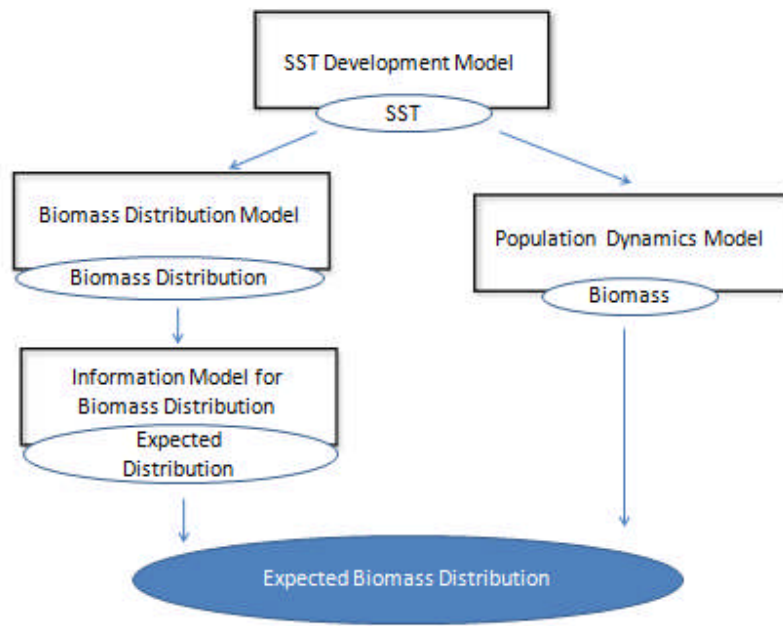 SST Development Model
SST
Biomass Distribution Model
Biomass Distribution
Population Dynamics Model
Biomass
Information Model for
Biomass Distribution
Expected
Distribution
Expected Biomass Distribution